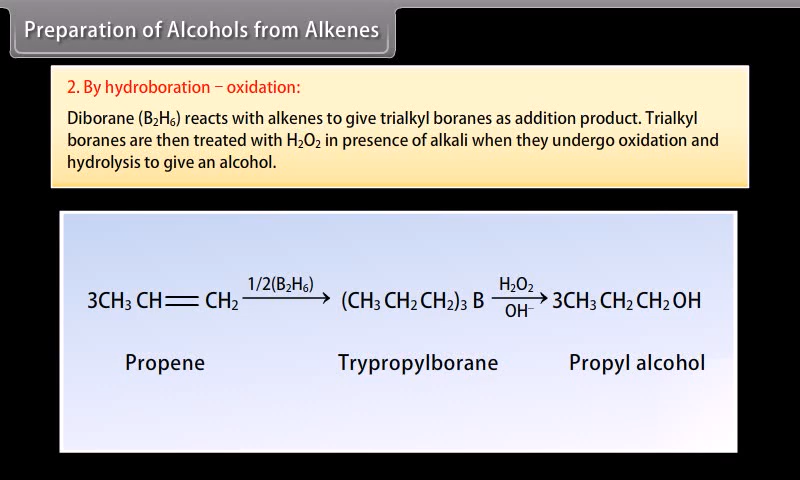 Preparation of Alcohols from Alkenes
2. By hydroboration – oxidation:
Diborane (B₂H₆) reacts with alkenes to give trialkyl boranes as addition product. Trialkyl
boranes are then treated with H₂O₂ in presence of alkali when they undergo oxidation and
hydrolysis to give an alcohol.
3CH₃ CH═CH₂ 1/2(B₂H₆)⟶ (CH₃ CH₂ CH₂)₃ B H₂O₂⟶OH⁻ 3CH₃ CH₂ CH₂ OH
Propene Trypropylborane Propyl alcohol